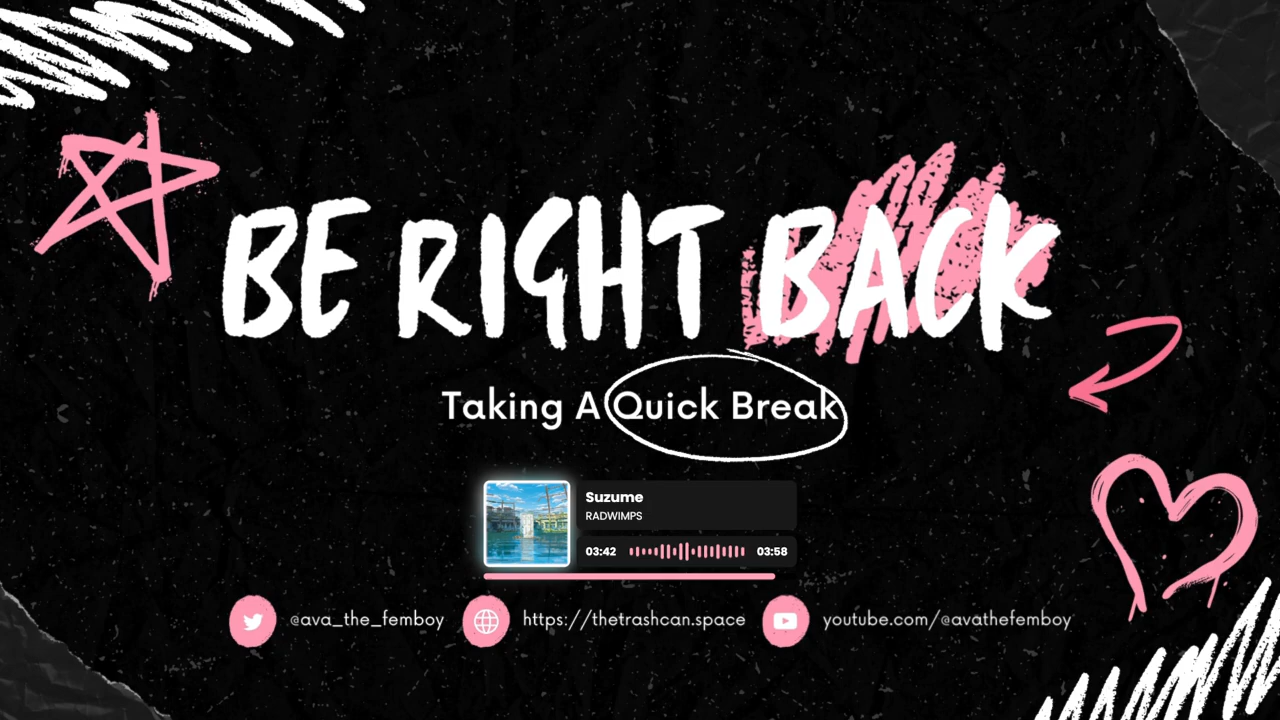 BE RIGHT BACK
Taking A Quick Break
Suzume
RADWIMPS
03:42 03:58
@ava_the_femboy https://thetrashcan.space youtube.com/@avathefemboy